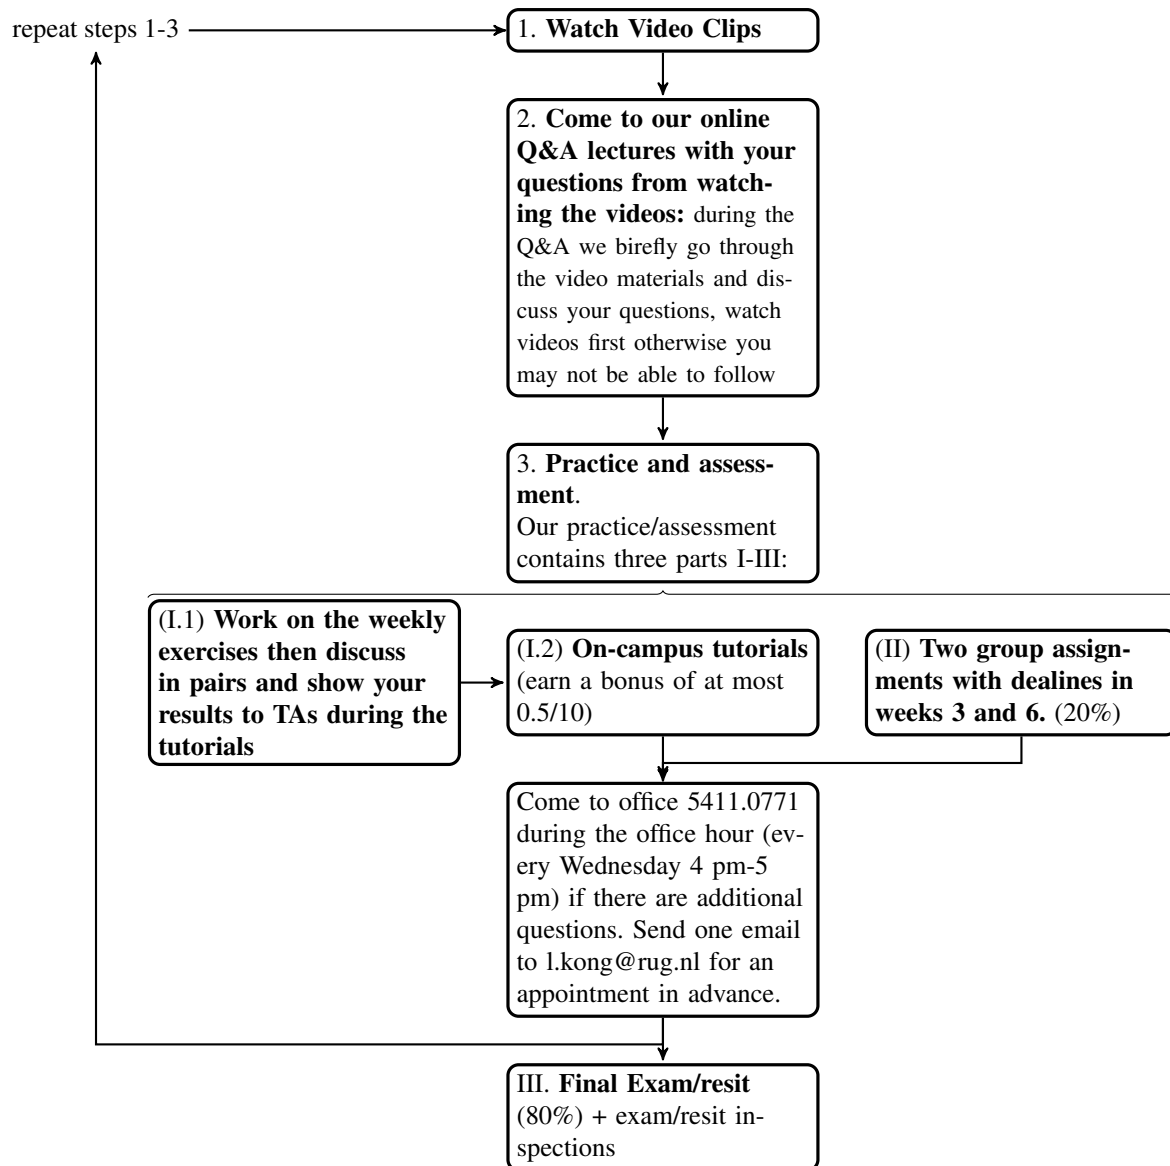 repeat steps 1-3
1. Watch Video Clips
2. Come to our online
Q&A lectures with your
questions from watch-
ing the videos: during the
Q&A we birefly go through
the video materials and dis-
cuss your questions, watch
videos first otherwise you
may not be able to follow
3. Practice and assess-
ment.
Our practice/assessment
contains three parts I-III:
(I.1) Work on the weekly
exercises then discuss
in pairs and show your
results to TAs during the
tutorials
(I.2) On-campus tutorials
(earn a bonus of at most
0.5/10)
(II) Two group assign-
ments with dealines in
weeks 3 and 6. (20%)
Come to office 5411.0771
during the office hour (ev-
ery Wednesday 4 pm-5
pm) if there are additional
questions. Send one email
to l.kong@rug.nl for an
appointment in advance.
III. Final Exam/resit
(80%) + exam/resit in-
spections